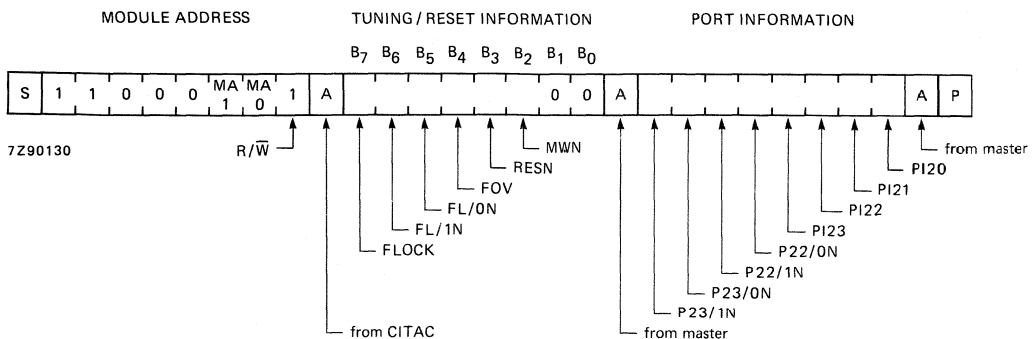 MODULE ADDRESS TUNING / RESET INFORMATION PORT INFORMATION
B7 B6 B5 B4 B3 B2 B1 B0
S 1 1 0 0 0 MA1 MA0 1 A 0 0 A A P
7Z90130 R/W̅ MWN from master
RESN PI20
FOV PI21
FL/0N PI22
FL/1N PI23
FLOCK P22/0N
P22/1N
P23/0N
P23/1N
from CITAC from master